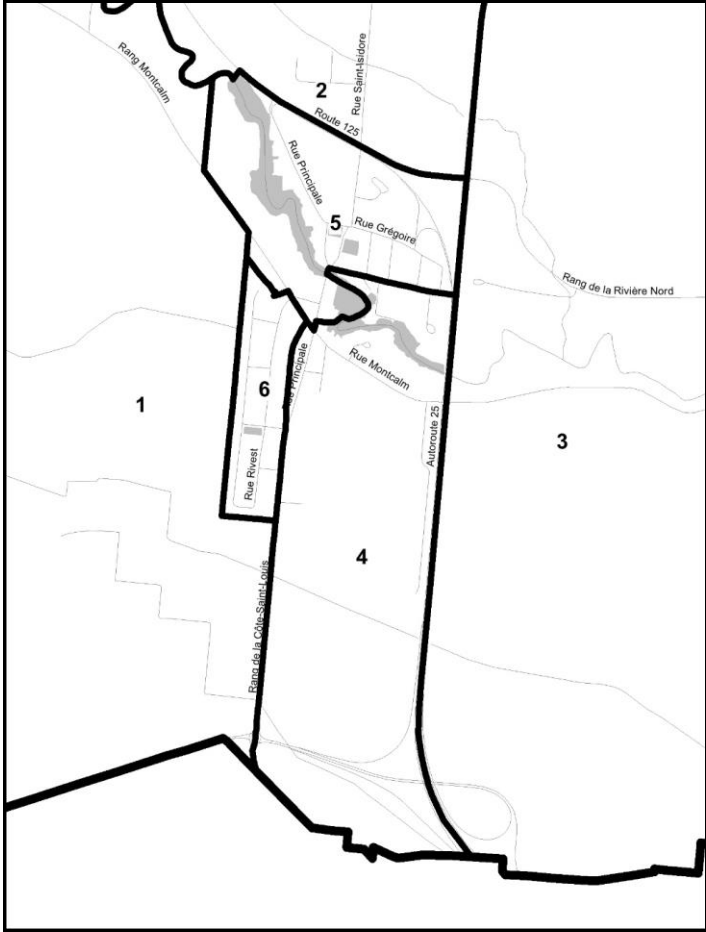 Rang Montcalm
2
Rue Saint-Isidore
Route 125
Rue Principale
5
Rue Grégoire
Rang de la Rivière Nord
Rue Montcalm
Rue Principale
1
6
Autoroute 25
3
Rue Rivest
4
Rang de la Côte-Saint-Louis